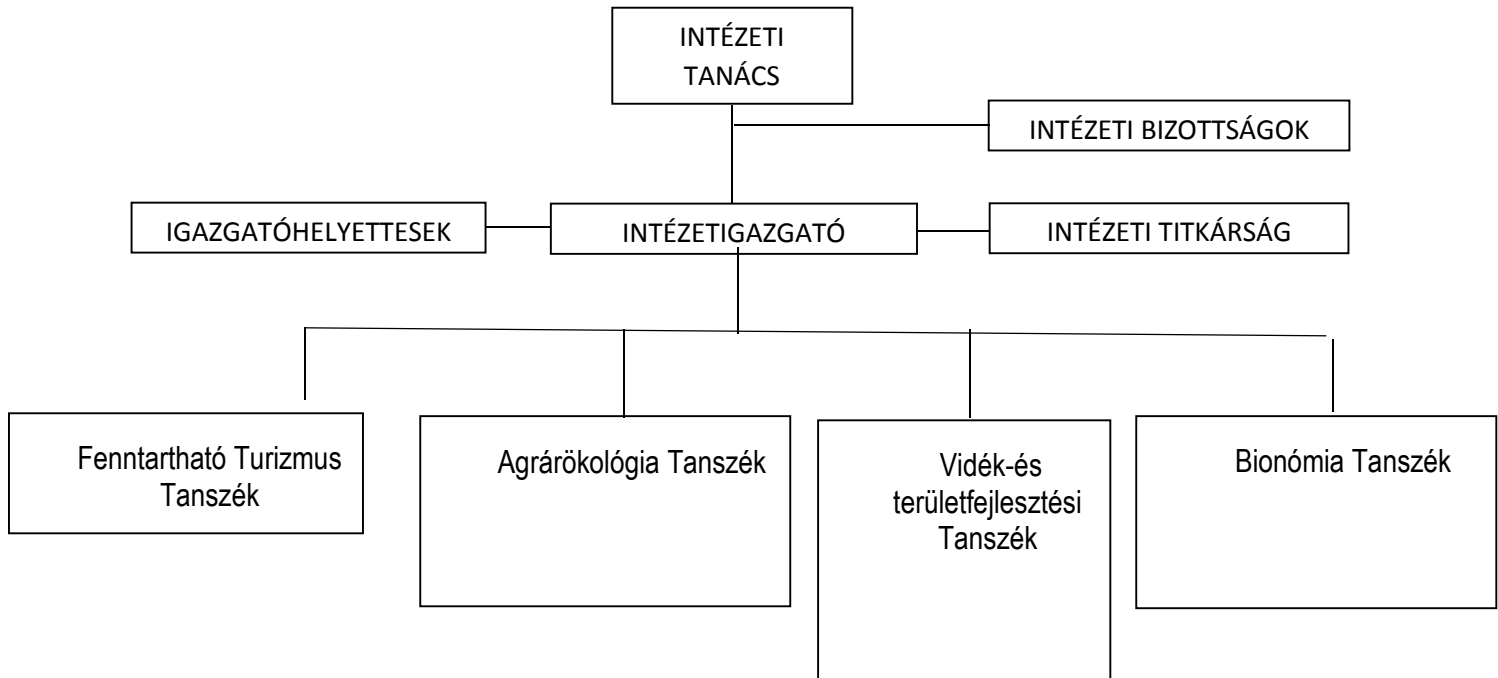 INTÉZETI
TANÁCS
INTÉZETI BIZOTTSÁGOK
IGAZGATÓHELYETTESEK
INTÉZETIGAZGATÓ
INTÉZETI TITKÁRSÁG
Fenntartható Turizmus
Tanszék
Agrárökológia Tanszék
Vidék-és
területfejlesztési
Tanszék
Bionómia Tanszék